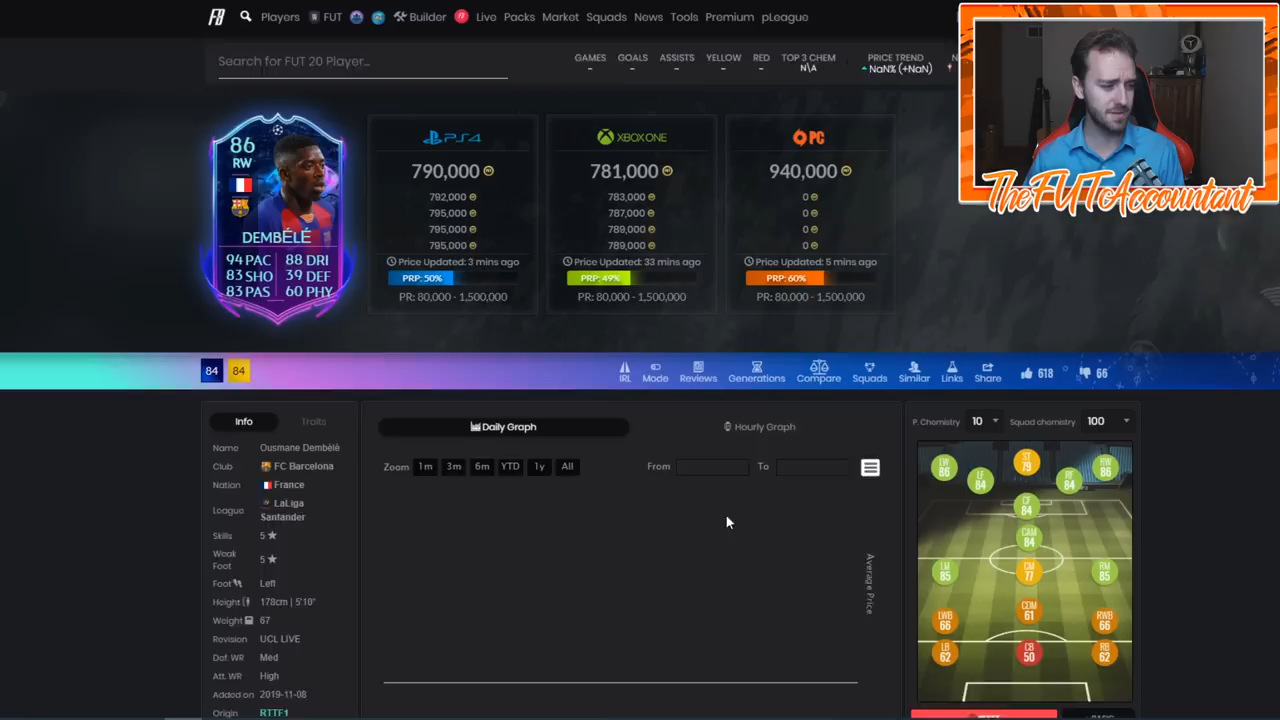 F8 Players FUT Builder Live Packs Market Squads News Tools Premium pLeague
Search for FUT 20 Player...
GAMES GOALS ASSISTS YELLOW RED TOP 3 CHEM PRICE TREND
- - - - - N/A NaN% (+NaN)
TheFUTAccountant
86
RW
DEMBÉLÉ
94 PAC 88 DRI
83 SHO 39 DEF
83 PAS 60 PHY
PS4
790,000
792,000
795,000
795,000
795,000
Price Updated: 3 mins ago
PRP: 50%
PR: 80,000 - 1,500,000
XBOX ONE
781,000
783,000
787,000
789,000
789,000
Price Updated: 33 mins ago
PRP: 49%
PR: 80,000 - 1,500,000
PC
940,000
0
0
0
0
Price Updated: 5 mins ago
PRP: 60%
PR: 80,000 - 1,500,000
84 84 IRL Mode Reviews Generations Compare Squads Similar Links Share 618 66
Info Traits
Name Ousmane Dembélé
Club FC Barcelona
Nation France
League LaLiga Santander
Skills 5
Weak Foot 5
Foot Left
Height 178cm | 5'10"
Weight 67
Revision UCL LIVE
Def. WR Med
Att. WR High
Added on 2019-11-08
Origin RTTF1
Daily Graph Hourly Graph
Zoom 1m 3m 6m YTD 1y All From To
Average Price
P. Chemistry 10 Squad chemistry 100
LW 86
LF 84
ST 79
RF 84
RW 86
CF 84
CAM 84
LM 85
CM 77
RM 85
LWB 66
CDM 61
RWB 66
LB 62
CB 50
RB 62